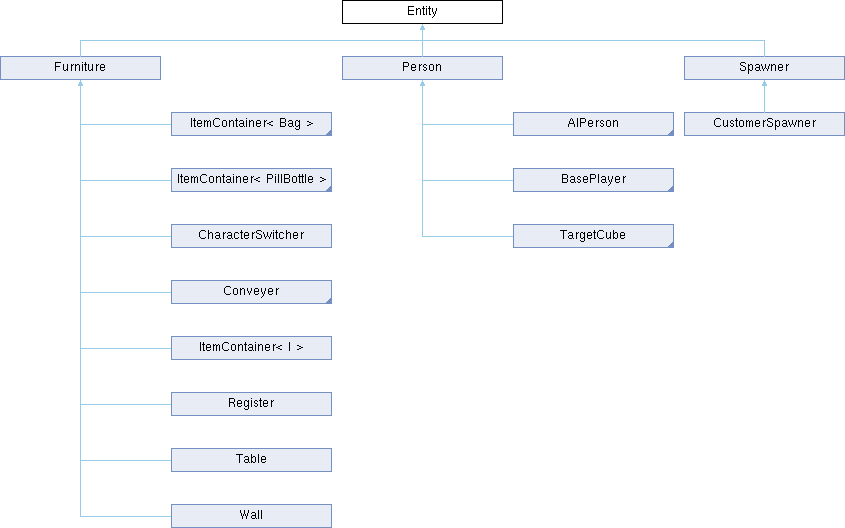 Entity
Furniture
Person
Spawner
ItemContainer< Bag >
AIPerson
CustomerSpawner
ItemContainer< PillBottle >
BasePlayer
CharacterSwitcher
TargetCube
Conveyer
ItemContainer< I >
Register
Table
Wall